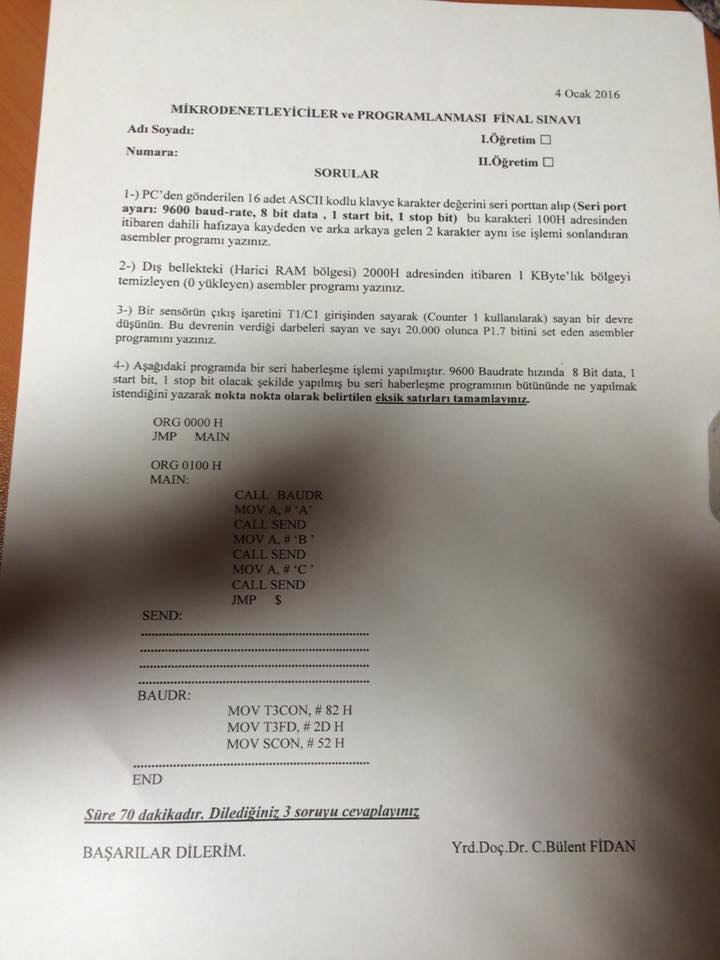 4 Ocak 2016
MİKRODENETLEYİCİLER ve PROGRAMLANMASI FİNAL SINAVI
Adı Soyadı:
I.Öğretim ☐
Numara:
II.Öğretim ☐
SORULAR
1-) PC'den gönderilen 16 adet ASCII kodlu klavye karakter değerini seri porttan alıp (Seri port
ayarı: 9600 baud-rate, 8 bit data , 1 start bit, 1 stop bit) bu karakteri 100H adresinden
itibaren dahili hafızaya kaydeden ve arka arkaya gelen 2 karakter aynı ise işlemi sonlandıran
asembler programı yazınız.
2-) Dış bellekteki (Harici RAM bölgesi) 2000H adresinden itibaren 1 KByte'lık bölgeyi
temizleyen (0 yükleyen) asembler programı yazınız.
3-) Bir sensörün çıkış işaretini T1/C1 girişinden sayarak (Counter 1 kullanılarak) sayan bir devre
düşünün. Bu devrenin verdiği darbeleri sayan ve sayı 20.000 olunca P1.7 bitini set eden asembler
programını yazınız.
4-) Aşağıdaki programda bir seri haberleşme işlemi yapılmıştır. 9600 Baudrate hızında 8 Bit data, 1
start bit, 1 stop bit olacak şekilde yapılmış bu seri haberleşme programının bütününde ne yapılmak
istendiğini yazarak nokta nokta olarak belirtilen eksik satırları tamamlayınız.
ORG 0000 H
JMP MAIN
ORG 0100 H
MAIN:
CALL BAUDR
MOV A, # 'A'
CALL SEND
MOV A, # 'B '
CALL SEND
MOV A, # 'C '
CALL SEND
JMP $
SEND:
......................................................
......................................................
......................................................
......................................................
BAUDR:
MOV T3CON, # 82 H
MOV T3FD, # 2D H
MOV SCON, # 52 H
......................................................
END
Süre 70 dakikadır. Dilediğiniz 3 soruyu cevaplayınız
BAŞARILAR DİLERİM.
Yrd.Doç.Dr. C.Bülent FİDAN